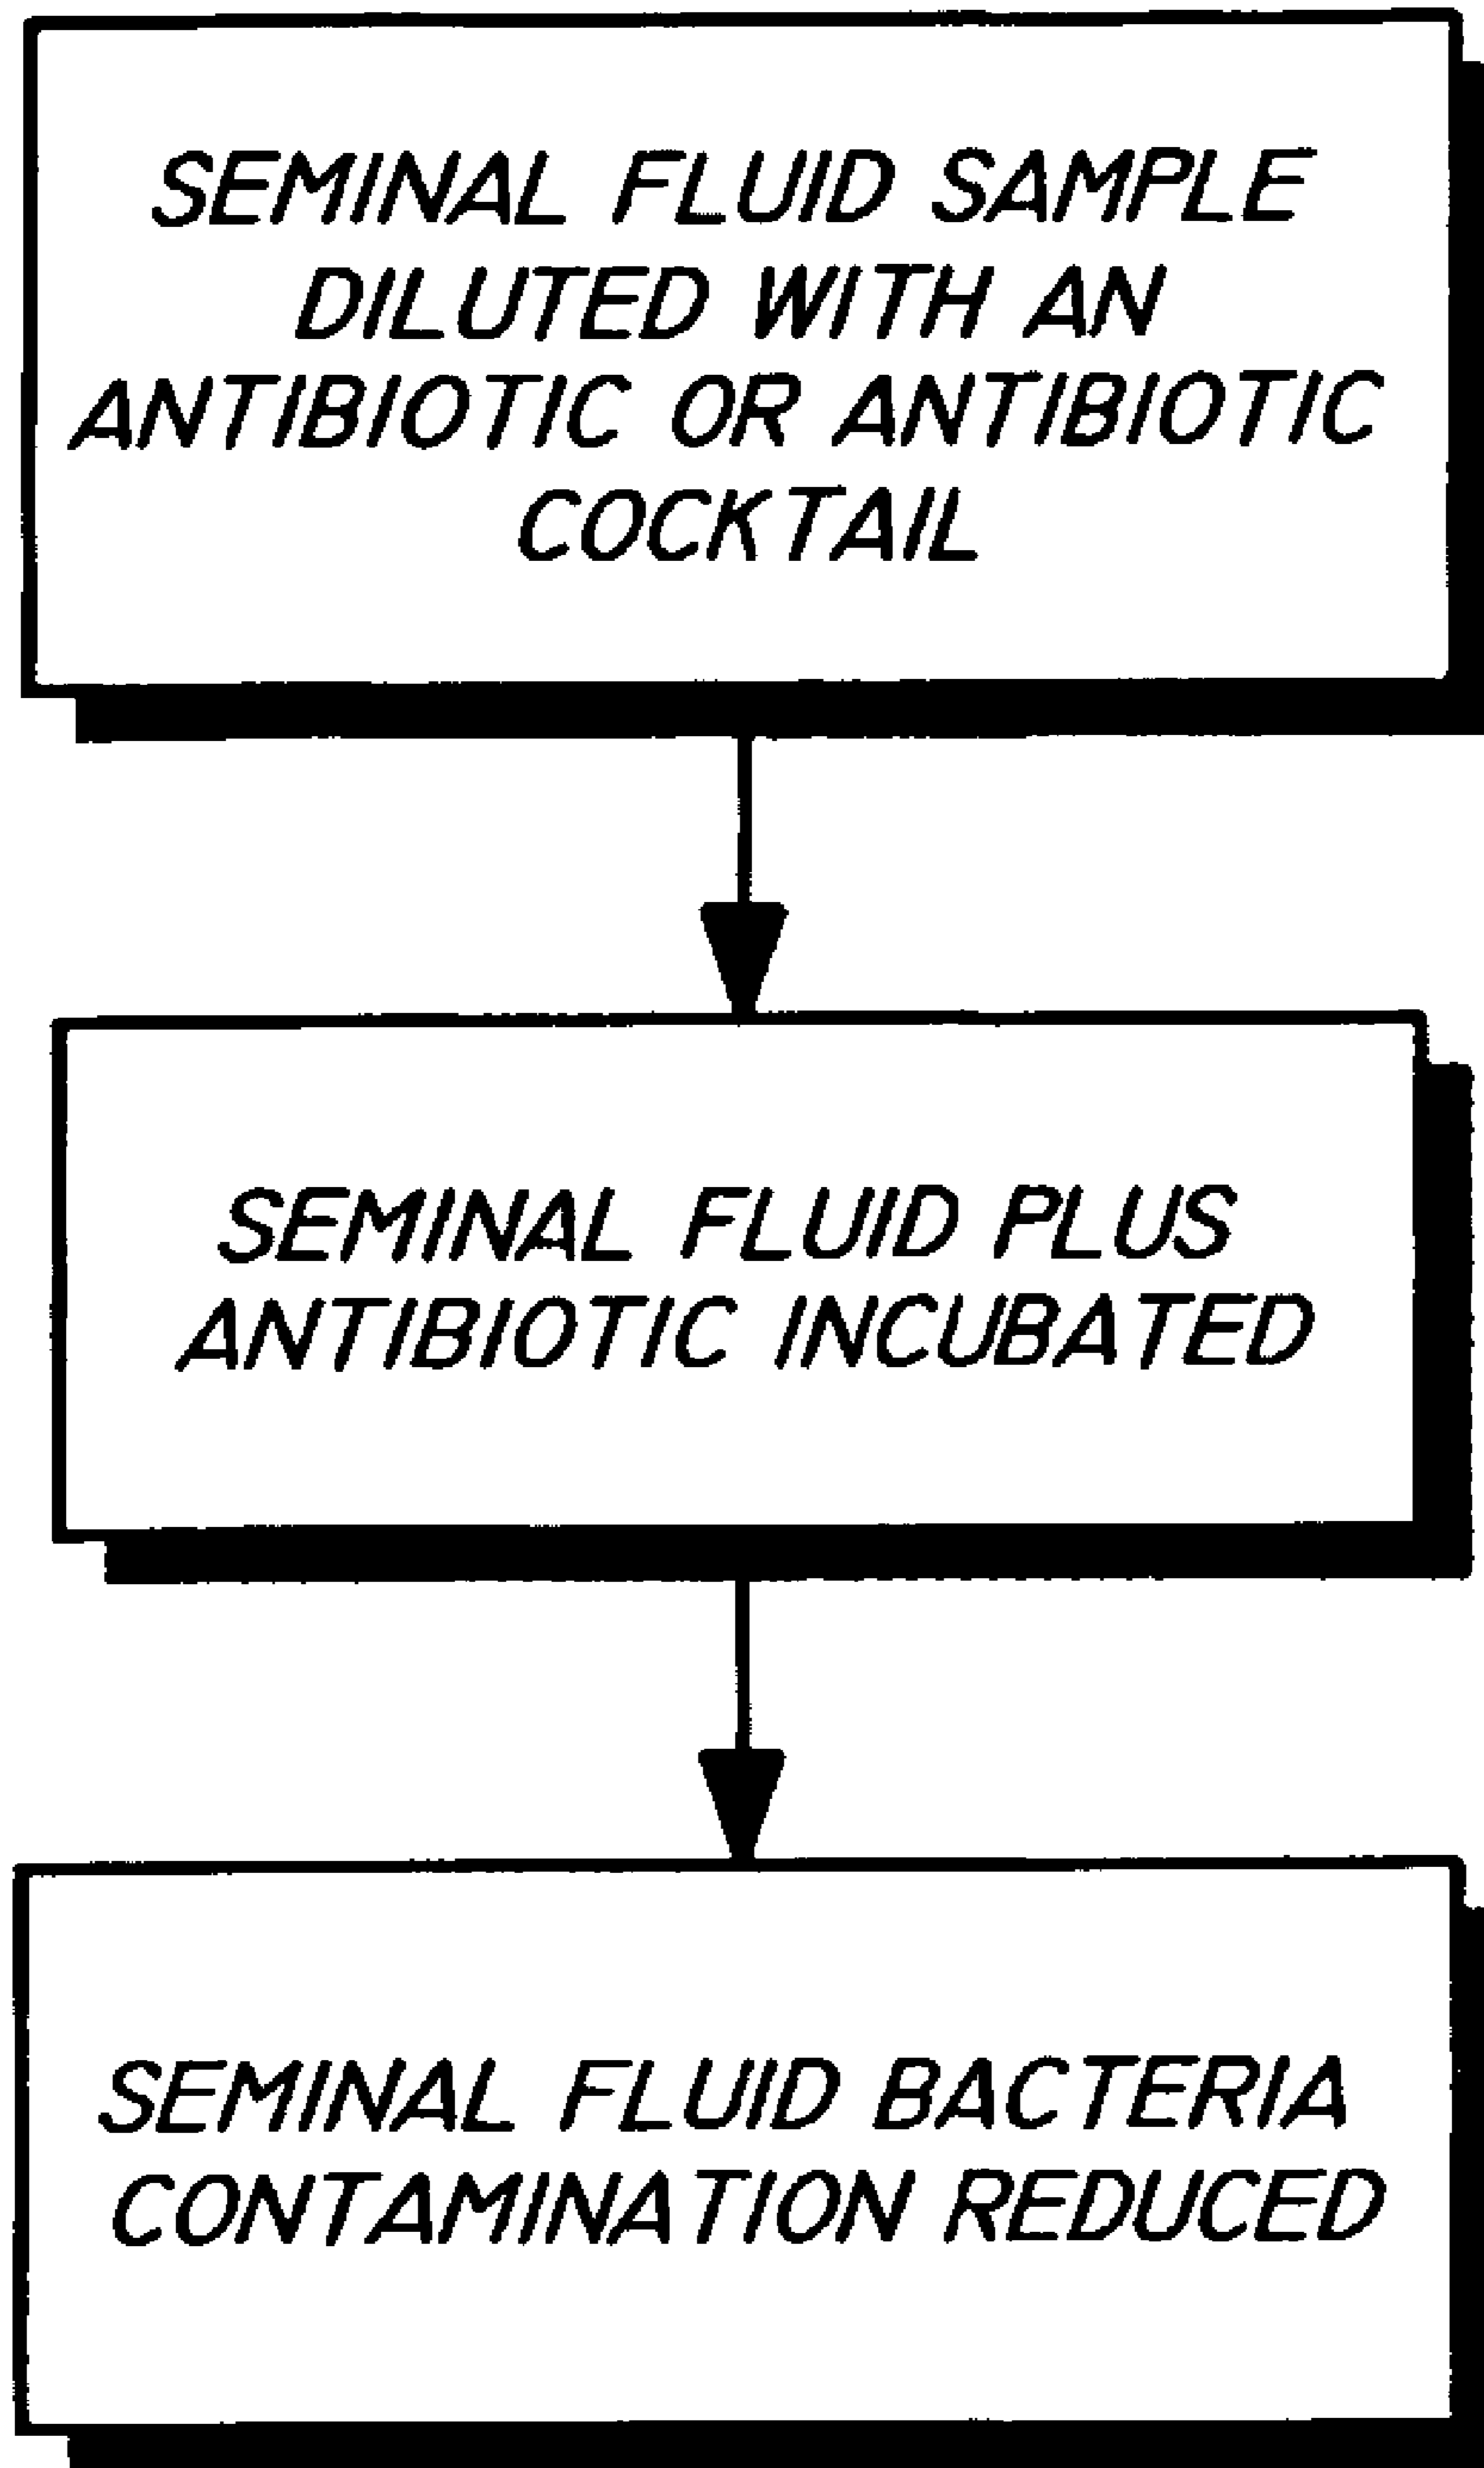 SEMINAL FLUID SAMPLE
DILUTED WITH AN
ANTIBIOTIC OR ANTIBIOTIC
COCKTAIL
SEMINAL FLUID PLUS
ANTIBIOTIC INCUBATED
SEMINAL FLUID BACTERIA
CONTAMINATION REDUCED